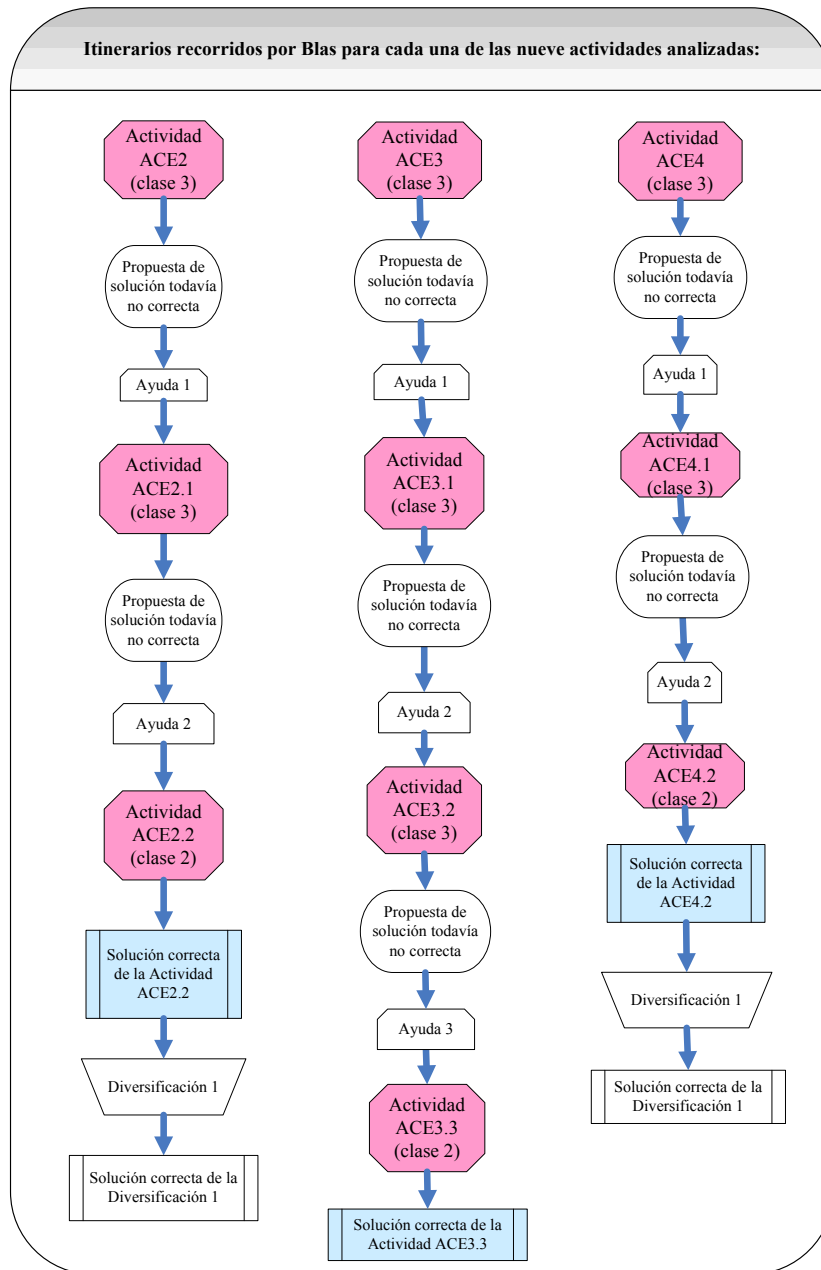 Itinerarios recorridos por Blas para cada una de las nueve actividades analizadas:
Actividad
ACE2
(clase 3)
Propuesta de
solución todavía
no correcta
Ayuda 1
Actividad
ACE2.1
(clase 3)
Propuesta de
solución todavía
no correcta
Ayuda 2
Actividad
ACE2.2
(clase 2)
Solución correcta
de la Actividad
ACE2.2
Diversificación 1
Solución correcta de la
Diversificación 1
Actividad
ACE3
(clase 3)
Propuesta de
solución todavía
no correcta
Ayuda 1
Actividad
ACE3.1
(clase 3)
Propuesta de
solución todavía
no correcta
Ayuda 2
Actividad
ACE3.2
(clase 3)
Propuesta de
solución todavía
no correcta
Ayuda 3
Actividad
ACE3.3
(clase 2)
Solución correcta de la
Actividad ACE3.3
Actividad
ACE4
(clase 3)
Propuesta de
solución todavía
no correcta
Ayuda 1
Actividad
ACE4.1
(clase 3)
Propuesta de
solución todavía
no correcta
Ayuda 2
Actividad
ACE4.2
(clase 2)
Solución correcta
de la Actividad
ACE4.2
Diversificación 1
Solución correcta de la
Diversificación 1